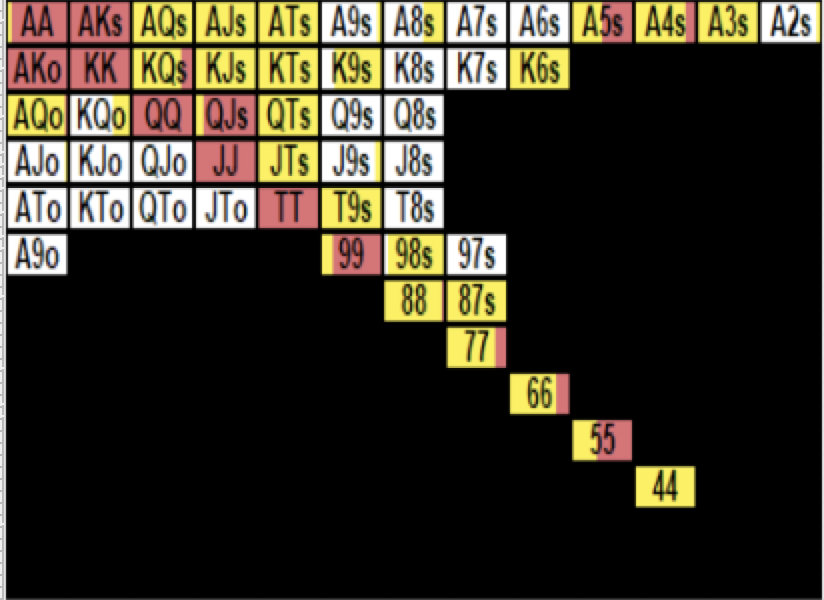 AA AKs AQs AJs ATs A9s A8s A7s A6s A5s A4s A3s A2s
AKo KK KQs KJs KTs K9s K8s K7s K6s
AQo KQo QQ QJs QTs Q9s Q8s
AJo KJo QJo JJ JTs J9s J8s
ATo KTo QTo JTo TT T9s T8s
A9o 99 98s 97s
88 87s
77
66
55
44